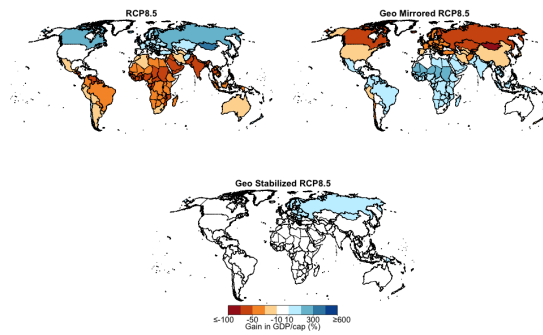 RCP8.5
Geo Mirrored RCP8.5
Geo Stabilized RCP8.5
≤-100 -50 -10 10 300 ≥600
Gain in GDP/cap (%)